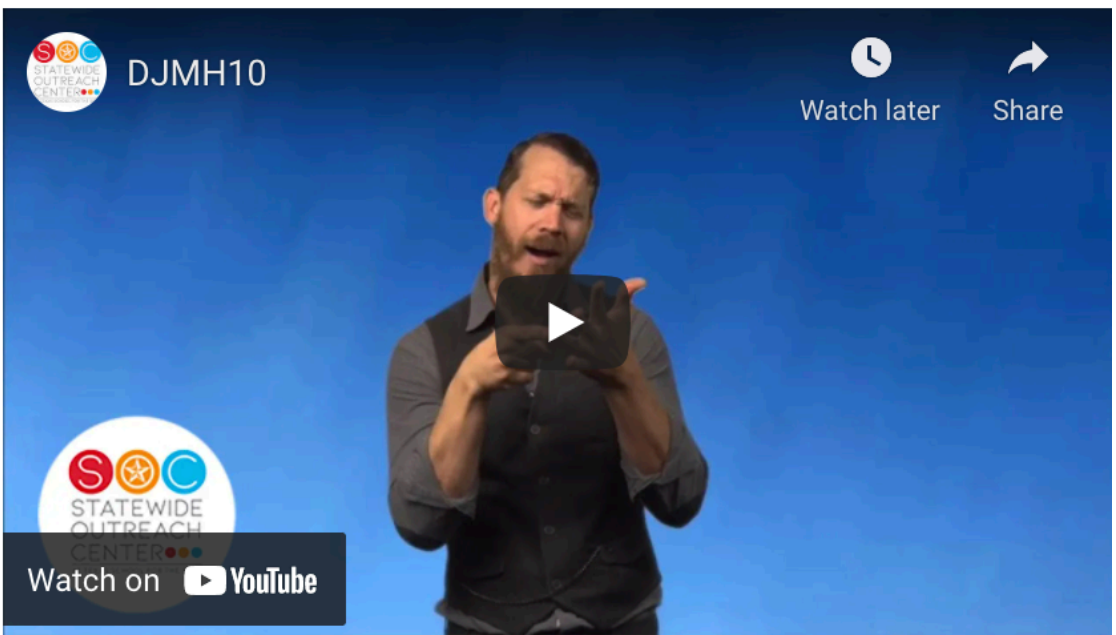 SOC
STATEWIDE
OUTREACH
CENTER
DJMH10
Watch later
Share
SOC
STATEWIDE
OUTREACH
CENTER
Watch on YouTube